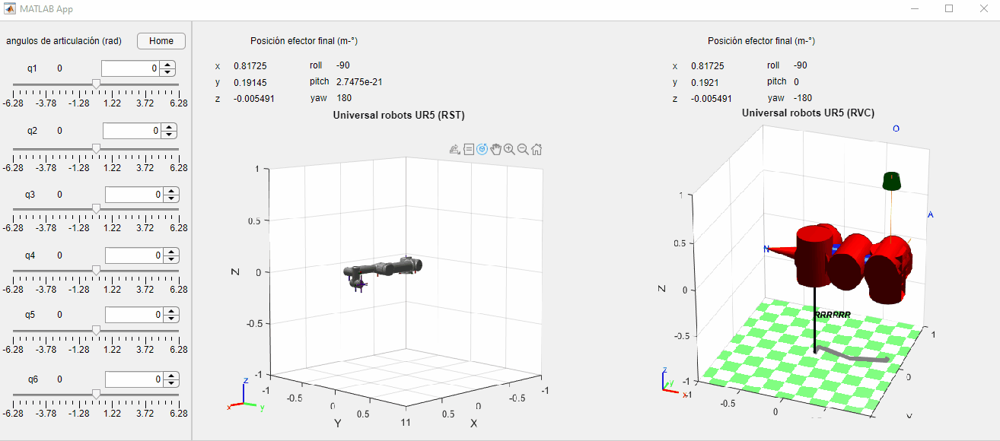 MATLAB App
angulos de articulación (rad)
Home
q1 0 0
-6.28 -3.78 -1.28 1.22 3.72 6.28
q2 0 0
-6.28 -3.78 -1.28 1.22 3.72 6.28
q3 0 0
-6.28 -3.78 -1.28 1.22 3.72 6.28
q4 0 0
-6.28 -3.78 -1.28 1.22 3.72 6.28
q5 0 0
-6.28 -3.78 -1.28 1.22 3.72 6.28
q6 0 0
-6.28 -3.78 -1.28 1.22 3.72 6.28
Posición efector final (m-°)
x 0.81725 roll -90
y 0.19145 pitch 2.7475e-21
z -0.005491 yaw 180
Universal robots UR5 (RST)
1
0.5
Z 0
-0.5
-1
-1 -0.5 0 0.5 1
Y
1 0.5 0 -0.5 -1
X
z
x y
Posición efector final (m-°)
x 0.81725 roll -90
y 0.1921 pitch 0
z -0.005491 yaw -180
Universal robots UR5 (RVC)
O
A
N
RRRRRR
1
0.5
Z 0
-0.5
-1
-1 -0.5 0
0 1
z
y
x